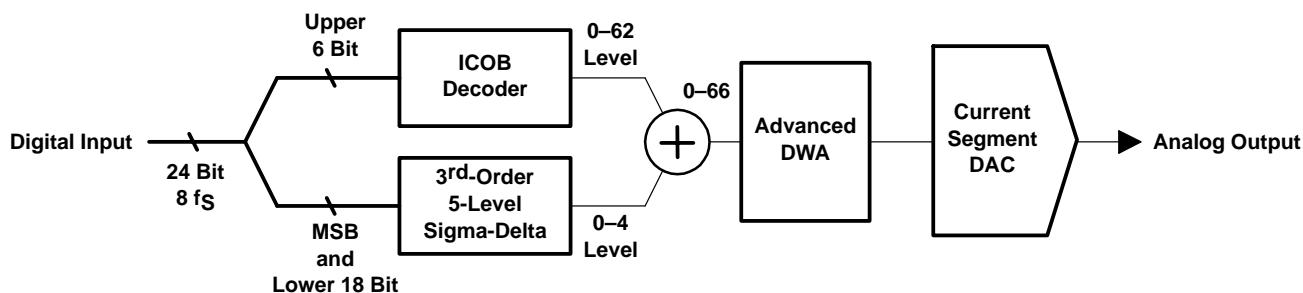 Digital Input
24 Bit
8 fS
Upper
6 Bit
MSB
and
Lower 18 Bit
ICOB
Decoder
3rd-Order
5-Level
Sigma-Delta
0–62
Level
0–4
Level
0–66
+
Advanced
DWA
Current
Segment
DAC
Analog Output